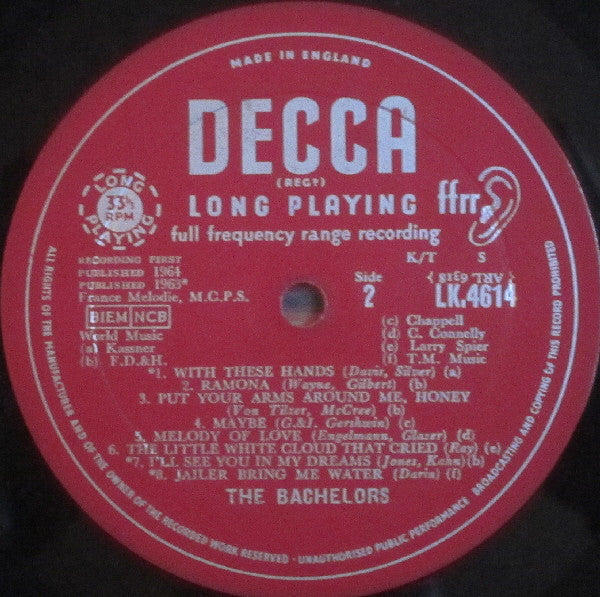 MADE IN ENGLAND
DECCA
(REGD)
LONG PLAYING
33⅓
RPM
LONG PLAYING ffrr
full frequency range recording
RECORDING FIRST
PUBLISHED 1964
PUBLISHED 1963*
France Melodie, M.C.P.S.
BIEM NCB
World Music
(a) Kassner
(b) F.D.&H.
Side
2
K/T S
( ARL 6318 )
LK.4614
(c) Chappell
(d) C. Connelly
(e) Larry Spier
(f) T.M. Music
*1. WITH THESE HANDS (Davis, Silver) (a)
2. RAMONA (Wayne, Gilbert) (b)
3. PUT YOUR ARMS AROUND ME, HONEY
(Von Tilzer, McCree) (b)
4. MAYBE (G.&I. Gershwin) (c)
5. MELODY OF LOVE (Engelmann, Glazer) (d)
6. THE LITTLE WHITE CLOUD THAT CRIED (Ray) (e)
*7. I'LL SEE YOU IN MY DREAMS (Jones, Kahn)(b)
*8. JAILER BRING ME WATER (Darin) (f)
THE BACHELORS
ALL RIGHTS OF THE MANUFACTURER AND OF THE OWNER OF THE RECORDED WORK RESERVED · UNAUTHORISED PUBLIC PERFORMANCE BROADCASTING AND COPYING OF THIS RECORD PROHIBITED